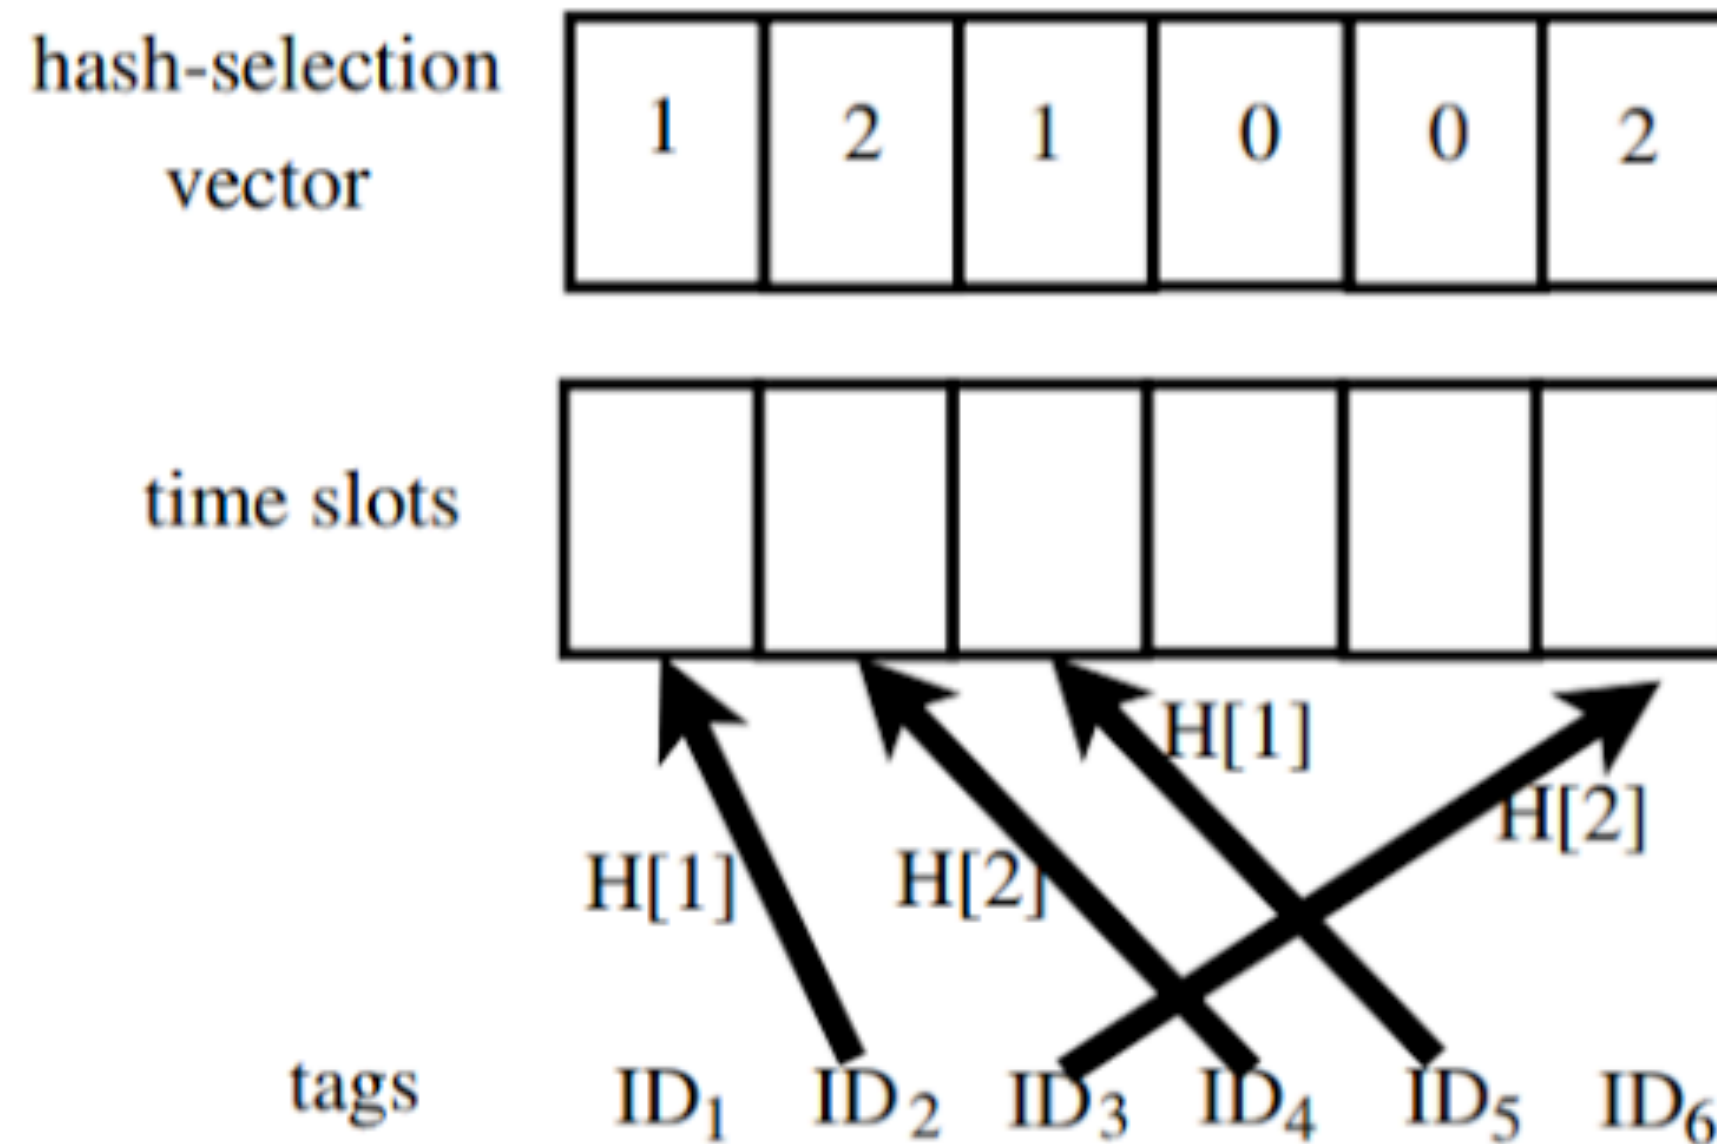 hash-selection
vector
1 2 1 0 0 2
time slots
H[1]
H[2]
H[1] H[2]
tags ID1 ID2 ID3 ID4 ID5 ID6